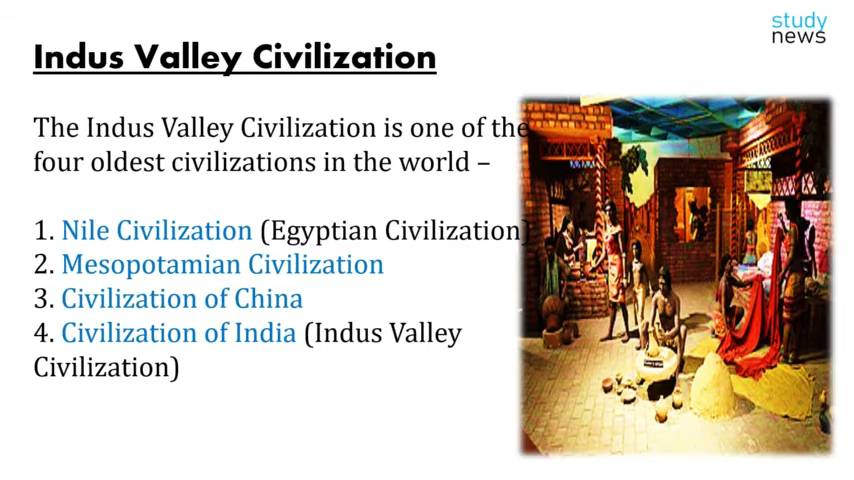 study
news
Indus Valley Civilization
The Indus Valley Civilization is one of the
four oldest civilizations in the world –
1. Nile Civilization (Egyptian Civilization)
2. Mesopotamian Civilization
3. Civilization of China
4. Civilization of India (Indus Valley
Civilization)